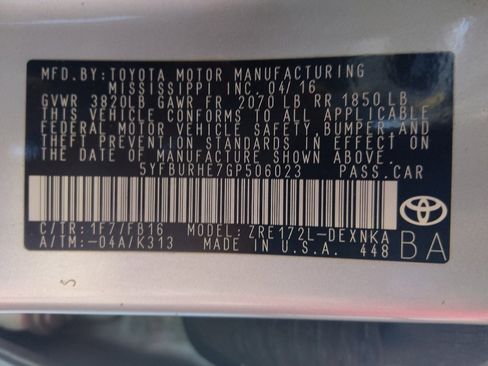 MFD.BY:TOYOTA MOTOR MANUFACTURING
MISSISSIPPI INC.04/16
GVWR 3820LB GAWR FR 2070 LB RR 1850 LB
THIS VEHICLE CONFORMS TO ALL APPLICABLE
FEDERAL MOTOR VEHICLE SAFETY,BUMPER AND
THEFT PREVENTION STANDARDS IN EFFECT ON
THE DATE OF MANUFACTURE SHOWN ABOVE.
5YFBURHE7GP506023 PASS.CAR
C/TR:1F7/FB16 MODEL:ZRE172L-DEXNKA
A/TM:-04A/K313 MADE IN U.S.A. 448
BA